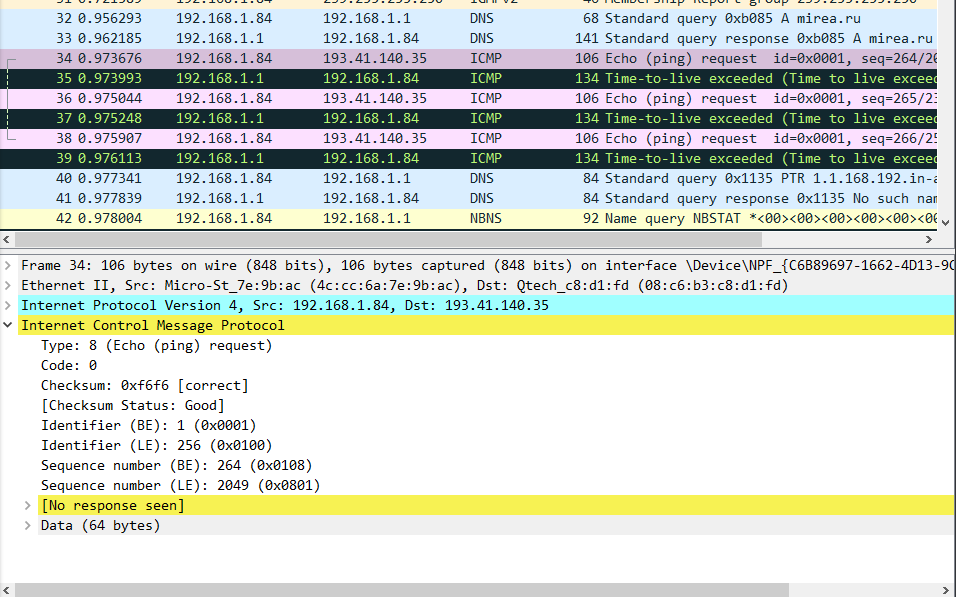 32 0.956293 192.168.1.84 192.168.1.1 DNS 68 Standard query 0xb085 A mirea.ru
33 0.962185 192.168.1.1 192.168.1.84 DNS 141 Standard query response 0xb085 A mirea.ru
34 0.973676 192.168.1.84 193.41.140.35 ICMP 106 Echo (ping) request id=0x0001, seq=264/20
35 0.973993 192.168.1.1 192.168.1.84 ICMP 134 Time-to-live exceeded (Time to live exceed
36 0.975044 192.168.1.84 193.41.140.35 ICMP 106 Echo (ping) request id=0x0001, seq=265/23
37 0.975248 192.168.1.1 192.168.1.84 ICMP 134 Time-to-live exceeded (Time to live exceed
38 0.975907 192.168.1.84 193.41.140.35 ICMP 106 Echo (ping) request id=0x0001, seq=266/25
39 0.976113 192.168.1.1 192.168.1.84 ICMP 134 Time-to-live exceeded (Time to live exceed
40 0.977341 192.168.1.84 192.168.1.1 DNS 84 Standard query 0x1135 PTR 1.1.168.192.in-a
41 0.977839 192.168.1.1 192.168.1.84 DNS 84 Standard query response 0x1135 No such nam
42 0.978004 192.168.1.84 192.168.1.1 NBNS 92 Name query NBSTAT *<00><00><00><00><00><00
Frame 34: 106 bytes on wire (848 bits), 106 bytes captured (848 bits) on interface \Device\NPF_{C6B89697-1662-4D13-9C
Ethernet II, Src: Micro-St_7e:9b:ac (4c:cc:6a:7e:9b:ac), Dst: Qtech_c8:d1:fd (08:c6:b3:c8:d1:fd)
Internet Protocol Version 4, Src: 192.168.1.84, Dst: 193.41.140.35
Internet Control Message Protocol
Type: 8 (Echo (ping) request)
Code: 0
Checksum: 0xf6f6 [correct]
[Checksum Status: Good]
Identifier (BE): 1 (0x0001)
Identifier (LE): 256 (0x0100)
Sequence number (BE): 264 (0x0108)
Sequence number (LE): 2049 (0x0801)
[No response seen]
Data (64 bytes)